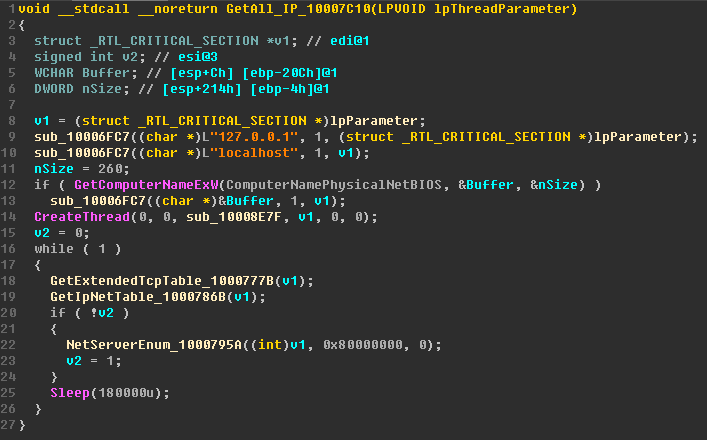 1 void __stdcall __noreturn GetAll_IP_10007C10(LPVOID lpThreadParameter)
2 {
3   struct _RTL_CRITICAL_SECTION *v1; // edi@1
4   signed int v2; // esi@3
5   WCHAR Buffer; // [esp+Ch] [ebp-20Ch]@1
6   DWORD nSize; // [esp+214h] [ebp-4h]@1
7
8   v1 = (struct _RTL_CRITICAL_SECTION *)lpParameter;
9   sub_10006FC7((char *)L"127.0.0.1", 1, (struct _RTL_CRITICAL_SECTION *)lpParameter);
10   sub_10006FC7((char *)L"localhost", 1, v1);
11   nSize = 260;
12   if ( GetComputerNameExW(ComputerNamePhysicalNetBIOS, &Buffer, &nSize) )
13     sub_10006FC7((char *)&Buffer, 1, v1);
14   CreateThread(0, 0, sub_10008E7F, v1, 0, 0);
15   v2 = 0;
16   while ( 1 )
17   {
18     GetExtendedTcpTable_1000777B(v1);
19     GetIpNetTable_1000786B(v1);
20     if ( !v2 )
21     {
22       NetServerEnum_1000795A((int)v1, 0x80000000, 0);
23       v2 = 1;
24     }
25     Sleep(180000u);
26   }
27 }